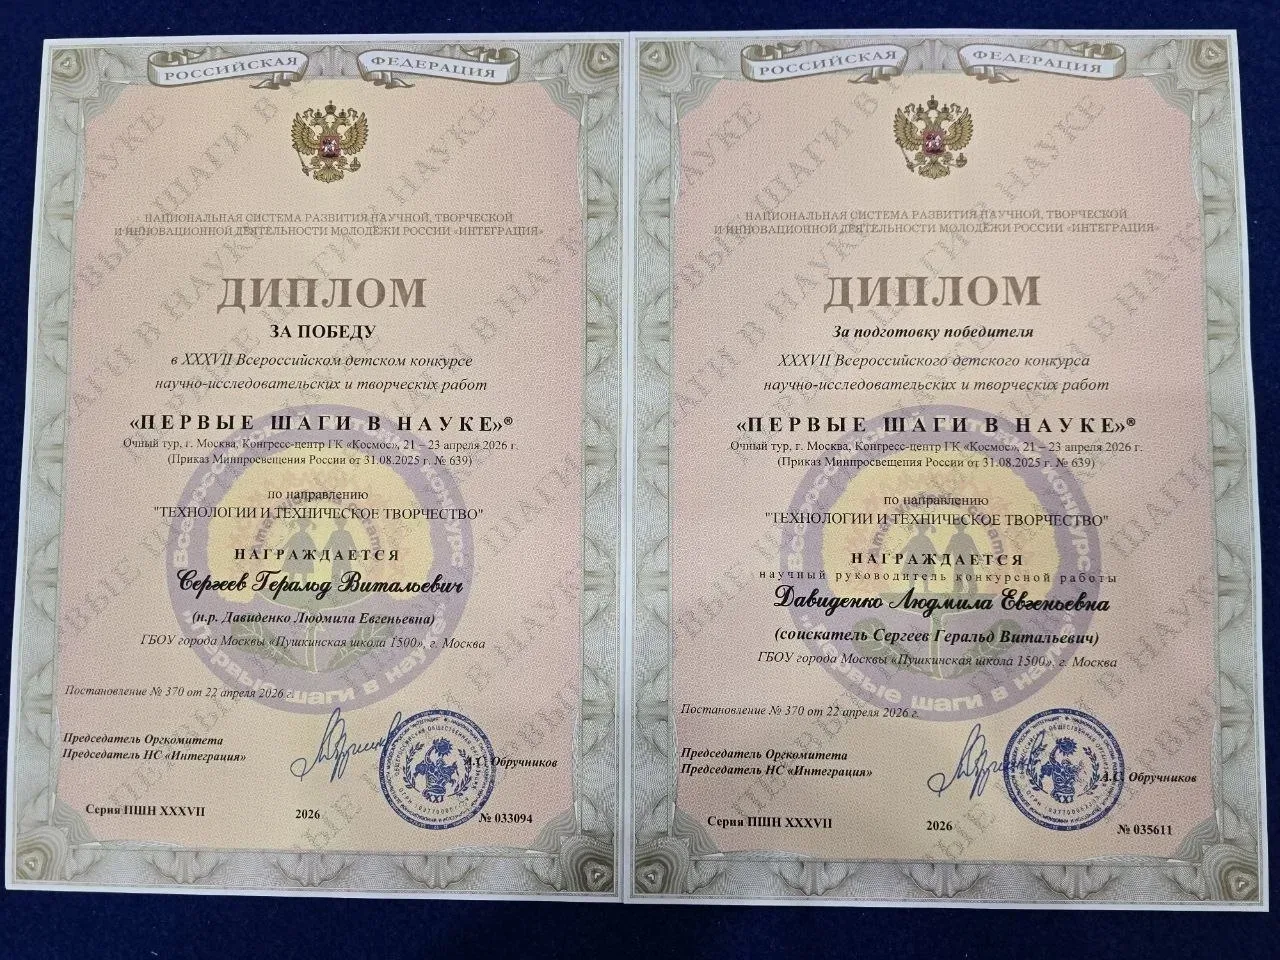 РОССИЙСКАЯ ФЕДЕРАЦИЯ
НАЦИОНАЛЬНАЯ СИСТЕМА РАЗВИТИЯ НАУЧНОЙ, ТВОРЧЕСКОЙ
И ИННОВАЦИОННОЙ ДЕЯТЕЛЬНОСТИ МОЛОДЕЖИ РОССИИ «ИНТЕГРАЦИЯ»
ДИПЛОМ
ЗА ПОБЕДУ
в XXXVII Всероссийском детском конкурсе
научно-исследовательских и творческих работ
«ПЕРВЫЕ ШАГИ В НАУКЕ»®
Очный тур, г. Москва, Конгресс-центр ГК «Космос», 21 – 23 апреля 2026 г.
(Приказ Минпросвещения России от 31.08.2025 г. № 639)
по направлению
"ТЕХНОЛОГИИ И ТЕХНИЧЕСКОЕ ТВОРЧЕСТВО"
НАГРАЖДАЕТСЯ
Сергеев Геральд Витальевич
(н.р. Давиденко Людмила Евгеньевна)
ГБОУ города Москвы «Пушкинская школа 1500», г. Москва
Постановление № 370 от 22 апреля 2026 г.
Председатель Оргкомитета
Председатель НС «Интеграция»
А.С. Обручников
Серия ПШН XXXVII
2026
№ 033094
РОССИЙСКАЯ ФЕДЕРАЦИЯ
НАЦИОНАЛЬНАЯ СИСТЕМА РАЗВИТИЯ НАУЧНОЙ, ТВОРЧЕСКОЙ
И ИННОВАЦИОННОЙ ДЕЯТЕЛЬНОСТИ МОЛОДЕЖИ РОССИИ «ИНТЕГРАЦИЯ»
ДИПЛОМ
За подготовку победителя
XXXVII Всероссийского детского конкурса
научно-исследовательских и творческих работ
«ПЕРВЫЕ ШАГИ В НАУКЕ»®
Очный тур, г. Москва, Конгресс-центр ГК «Космос», 21 – 23 апреля 2026 г.
(Приказ Минпросвещения России от 31.08.2025 г. № 639)
по направлению
"ТЕХНОЛОГИИ И ТЕХНИЧЕСКОЕ ТВОРЧЕСТВО"
НАГРАЖДАЕТСЯ
научный руководитель конкурсной работы
Давиденко Людмила Евгеньевна
(соискатель Сергеев Геральд Витальевич)
ГБОУ города Москвы «Пушкинская школа 1500», г. Москва
Постановление № 370 от 22 апреля 2026 г.
Председатель Оргкомитета
Председатель НС «Интеграция»
А.С. Обручников
Серия ПШН XXXVII
2026
№ 035611